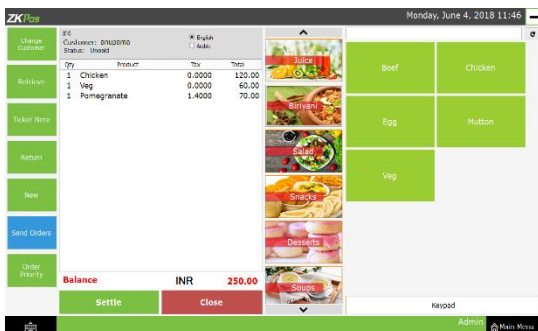 ZKPos
Monday, June 4, 2018 11:46
Change
Customer
Retrieve
Ticket Note
Return
New
Send Orders
Order
Priority
#4
Customer: anupama
Status: Unpaid
English
Arabic
Qty Product Tax Total
1 Chicken 0.0000 120.00
1 Veg 0.0000 60.00
1 Pomegranate 1.4000 70.00
Balance INR 250.00
Settle Close
Juice
Biriyani
Salad
Snacks
Desserts
Soups
Beef Chicken
Egg Mutton
Veg
Keypad
Admin
Main Menu